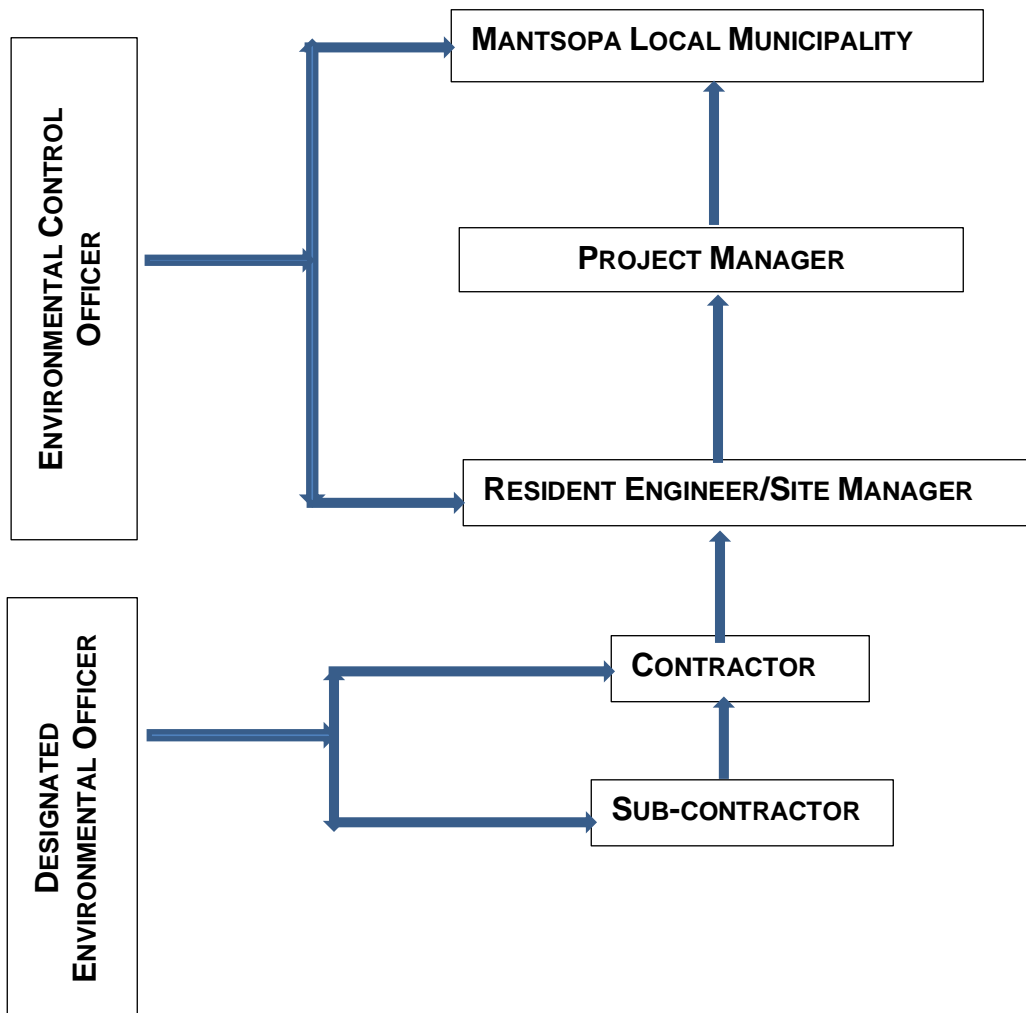 MANTSOPA LOCAL MUNICIPALITY
ENVIRONMENTAL CONTROL
OFFICER
PROJECT MANAGER
RESIDENT ENGINEER/SITE MANAGER
DESIGNATED
ENVIRONMENTAL OFFICER
CONTRACTOR
SUB-CONTRACTOR